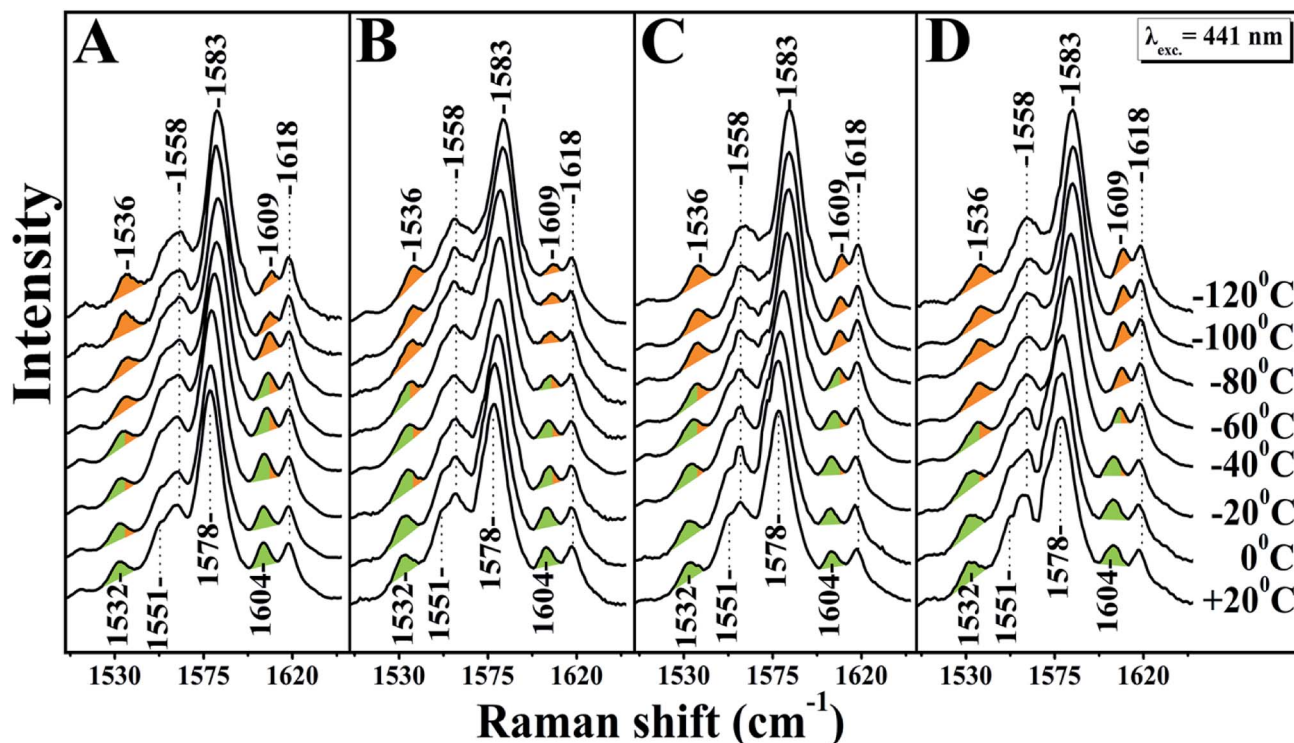 A
B
C
D
λexc.= 441 nm
1536
1558
1583
1609
1618
1536
1558
1583
1609
1618
1536
1558
1583
1609
1618
1536
1558
1583
1609
1618
-120⁰C
-100⁰C
-80⁰C
-60⁰C
-40⁰C
-20⁰C
0⁰C
+20⁰C
1532
1551
1578
1604
1532
1551
1578
1604
1532
1551
1578
1604
1532
1551
1578
1604
1530 1575 1620
1530 1575 1620
1530 1575 1620
1530 1575 1620
Intensity
Raman shift (cm⁻¹)